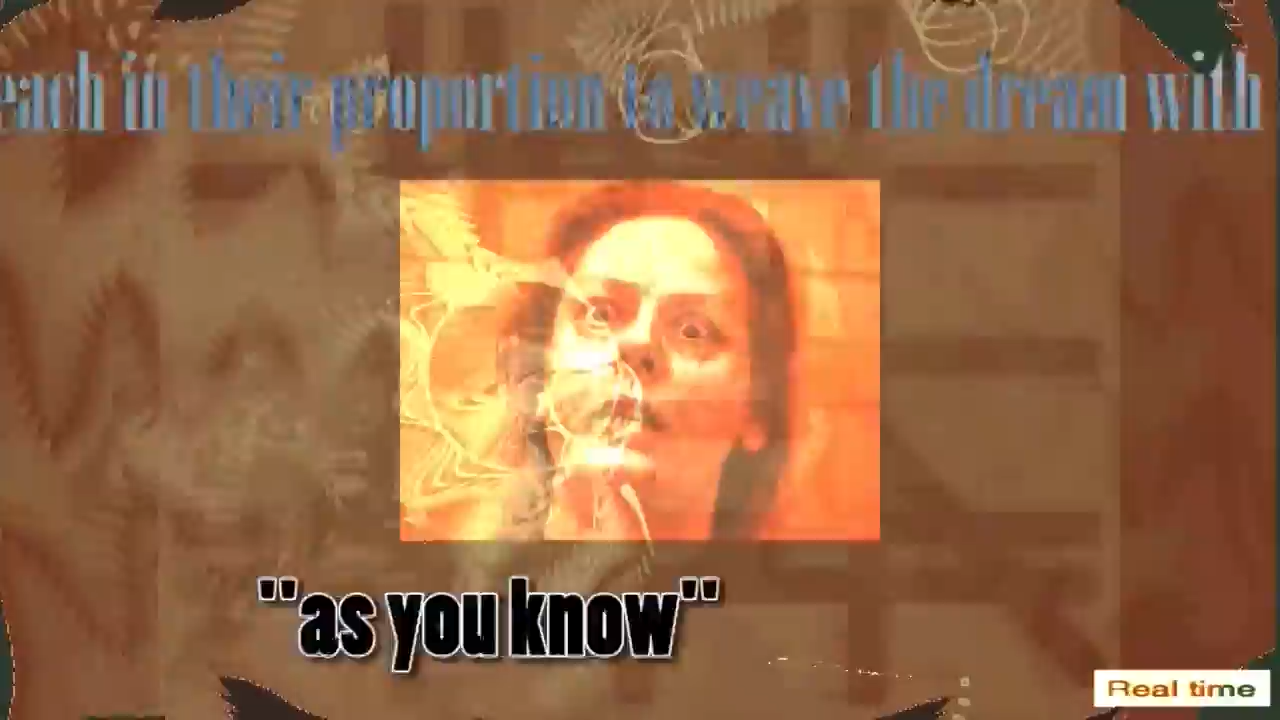 each in their proportion to weave the dream with
"as you know"
Real time